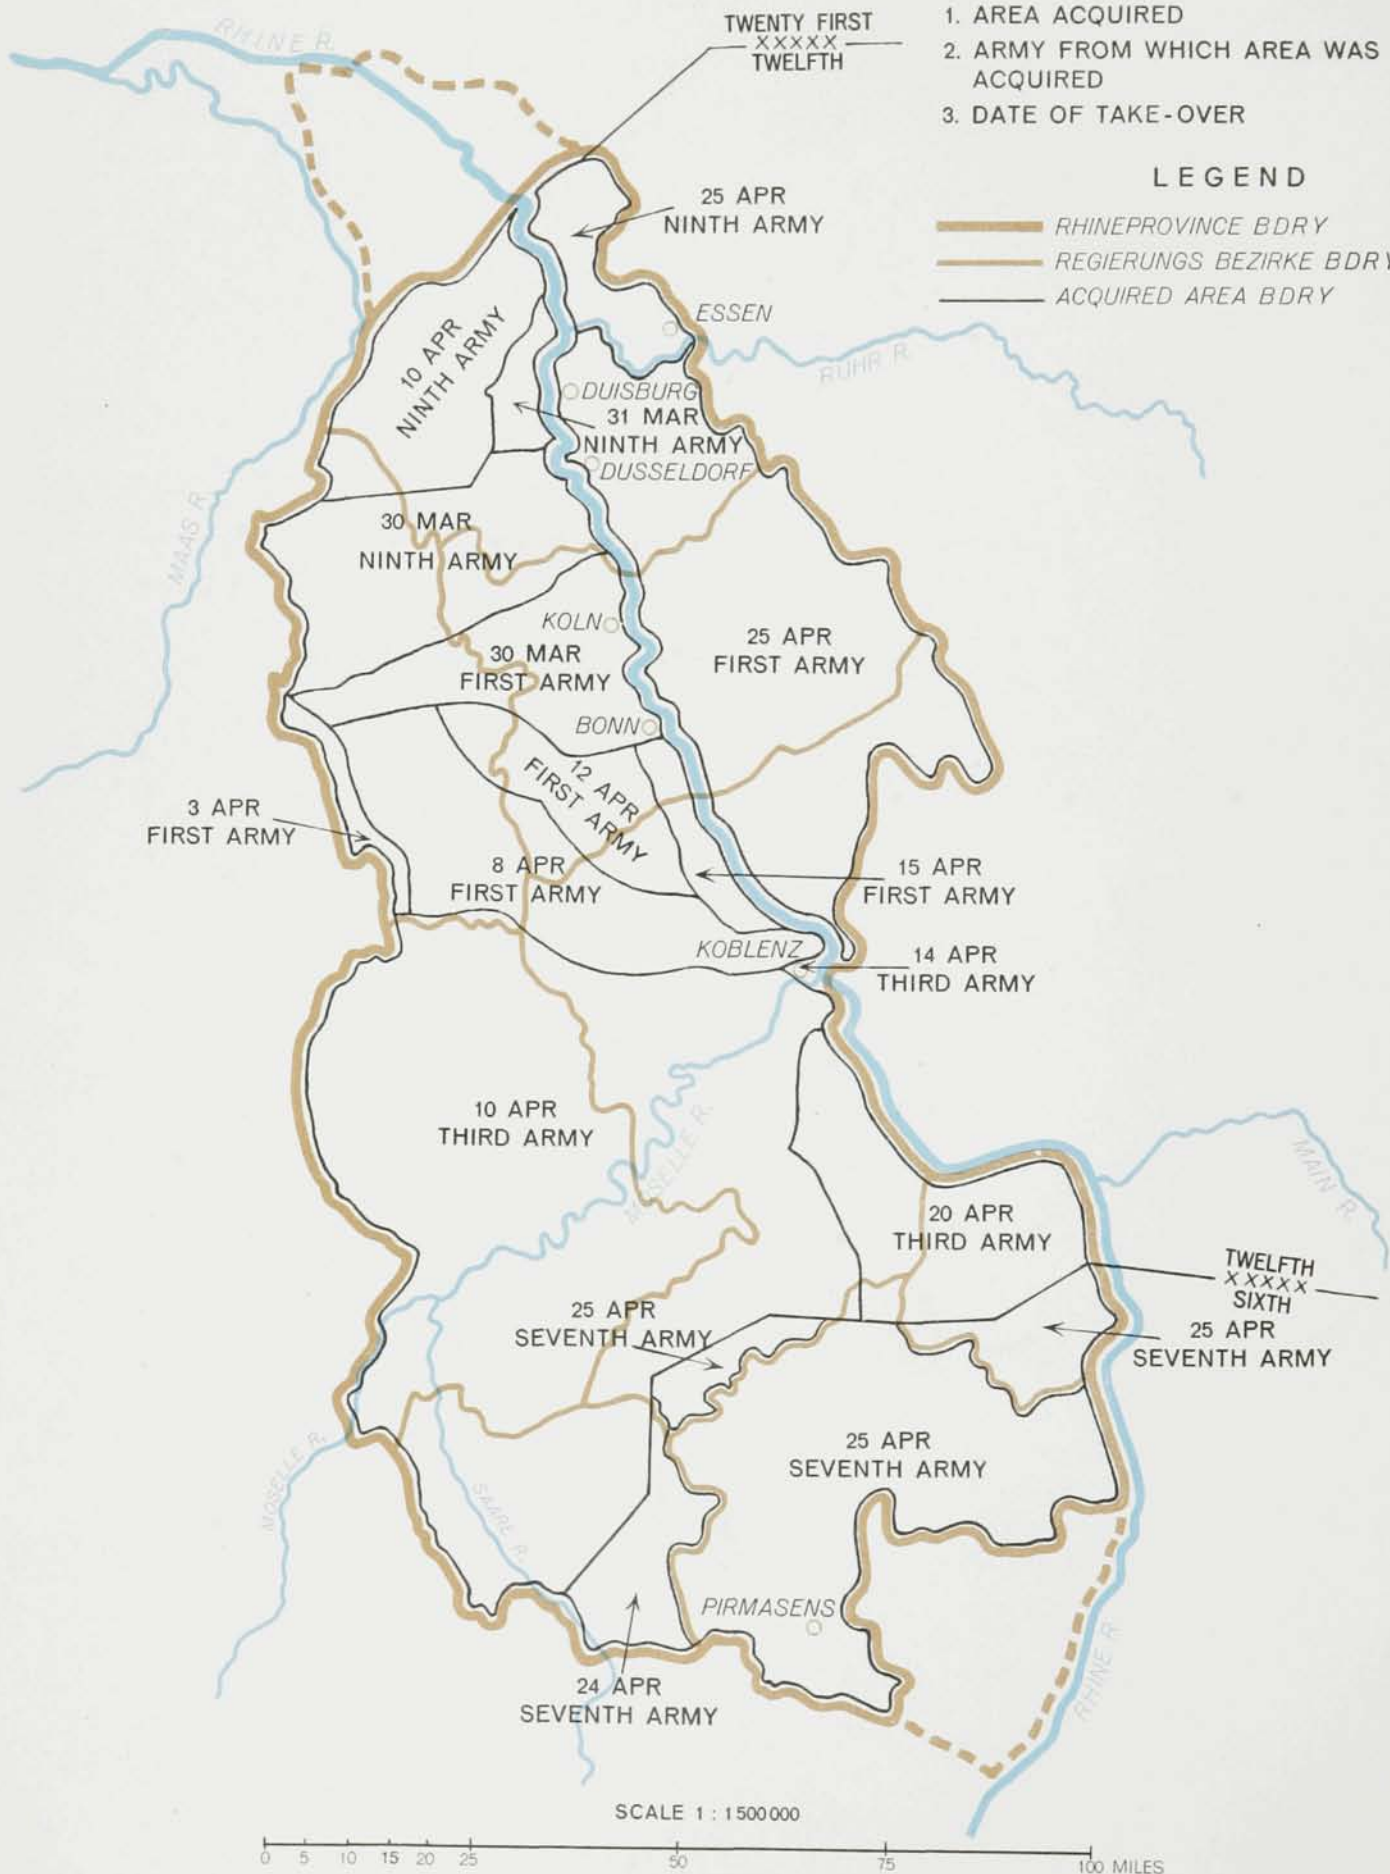 TWENTY FIRST
XXXXX
TWELFTH
1. AREA ACQUIRED
2. ARMY FROM WHICH AREA WAS
ACQUIRED
3. DATE OF TAKE-OVER
LEGEND
RHINEPROVINCE BDRY
REGIERUNGS BEZIRKE BDRY
ACQUIRED AREA BDRY
RHINE R.
25 APR
NINTH ARMY
ESSEN
RUHR R.
10 APR
NINTH ARMY
DUISBURG
31 MAR
NINTH ARMY
DUSSELDORF
MAAS R.
30 MAR
NINTH ARMY
KOLN
25 APR
FIRST ARMY
30 MAR
FIRST ARMY
BONN
12 APR
FIRST ARMY
3 APR
FIRST ARMY
8 APR
FIRST ARMY
15 APR
FIRST ARMY
KOBLENZ
14 APR
THIRD ARMY
10 APR
THIRD ARMY
MOSELLE R.
MAIN R.
20 APR
THIRD ARMY
TWELFTH
XXXXX
SIXTH
25 APR
SEVENTH ARMY
25 APR
SEVENTH ARMY
25 APR
SEVENTH ARMY
MOSELLE R.
SAARE R.
PIRMASENS
RHINE R.
24 APR
SEVENTH ARMY
SCALE 1 : 1500000
0 5 10 15 20 25 50 75 100 MILES